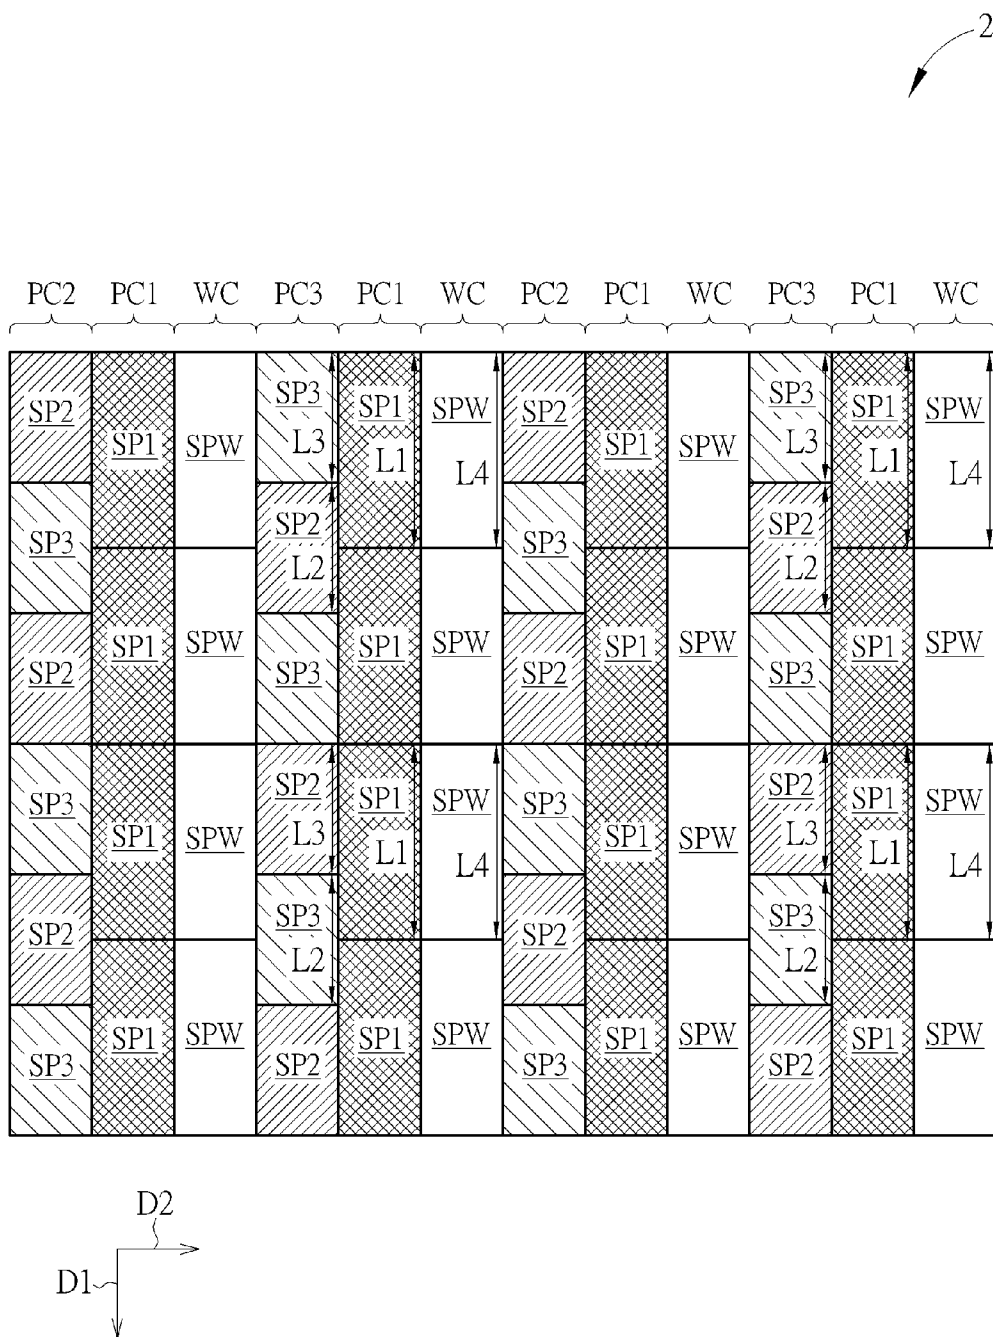 2
PC2 PC1 WC PC3 PC1 WC PC2 PC1 WC PC3 PC1 WC
SP2 SP1 SPW SP3 SP1 SPW SP2 SP1 SPW SP3 SP1 SPW
L3 L1 L4 L3 L1 L4
SP3 SP2 SP3 SP2
L2 L2
SP2 SP1 SPW SP3 SP1 SPW SP2 SP1 SPW SP3 SP1 SPW
SP3 SP1 SPW SP2 SP1 SPW SP3 SP1 SPW SP2 SP1 SPW
L3 L1 L4 L3 L1 L4
SP2 SP3 SP2 SP3
L2 L2
SP3 SP1 SPW SP2 SP1 SPW SP3 SP1 SPW SP2 SP1 SPW
D2
D1